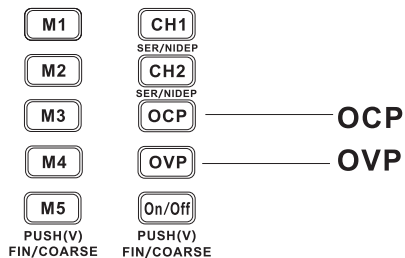 M1 CH1
SER/NIDEP
M2 CH2
SER/NIDEP
M3 OCP OCP
M4 OVP OVP
M5 On/Off
PUSH(V) PUSH(V)
FIN/COARSE FIN/COARSE